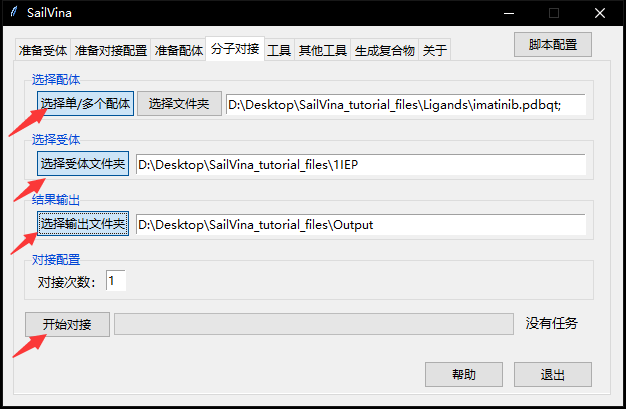 SailVina
准备受体 准备对接配置 准备配体 分子对接 工具 其他工具 生成复合物 关于
脚本配置
选择配体
选择单/多个配体 选择文件夹 D:\Desktop\SailVina_tutorial_files\Ligands\imatinib.pdbqt;
选择受体
选择受体文件夹 D:\Desktop\SailVina_tutorial_files\1IEP
结果输出
选择输出文件夹 D:\Desktop\SailVina_tutorial_files\Output
对接配置
对接次数： 1
开始对接 没有任务
帮助 退出